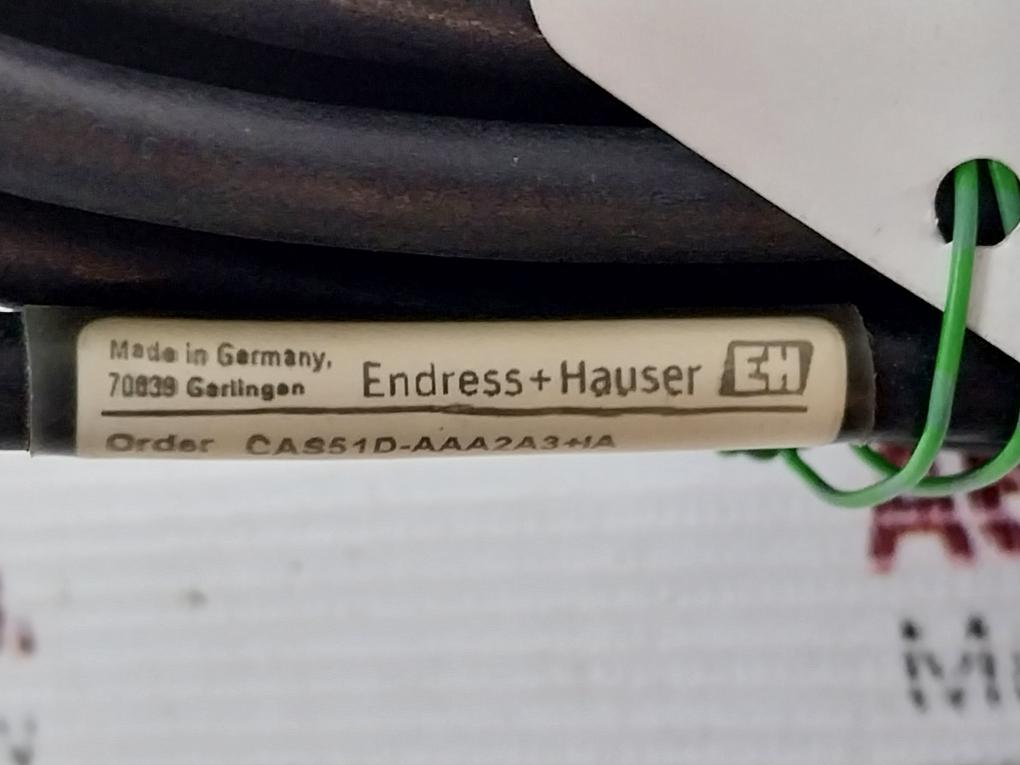 Made in Germany,
70839 Gerlingen
Endress+Hauser EH
Order CAS51D-AAA2A3+IA